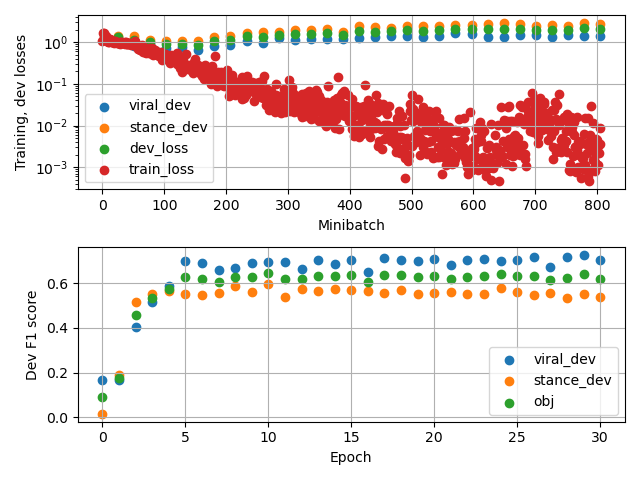 Training, dev losses
10⁰
10⁻¹
10⁻²
10⁻³
viral_dev
stance_dev
dev_loss
train_loss
0 100 200 300 400 500 600 700 800
Minibatch
Dev F1 score
0.6
0.4
0.2
0.0
viral_dev
stance_dev
obj
0 5 10 15 20 25 30
Epoch